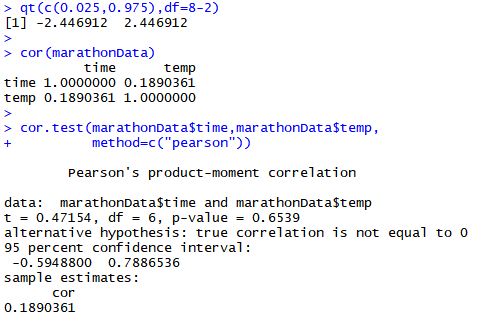 > qt(c(0.025,0.975),df=8-2)
[1] -2.446912  2.446912
>
> cor(marathonData)
          time      temp
time 1.0000000 0.1890361
temp 0.1890361 1.0000000
>
> cor.test(marathonData$time,marathonData$temp,
+          method=c("pearson"))
        Pearson's product-moment correlation
data:  marathonData$time and marathonData$temp
t = 0.47154, df = 6, p-value = 0.6539
alternative hypothesis: true correlation is not equal to 0
95 percent confidence interval:
 -0.5948800  0.7886536
sample estimates:
      cor
0.1890361